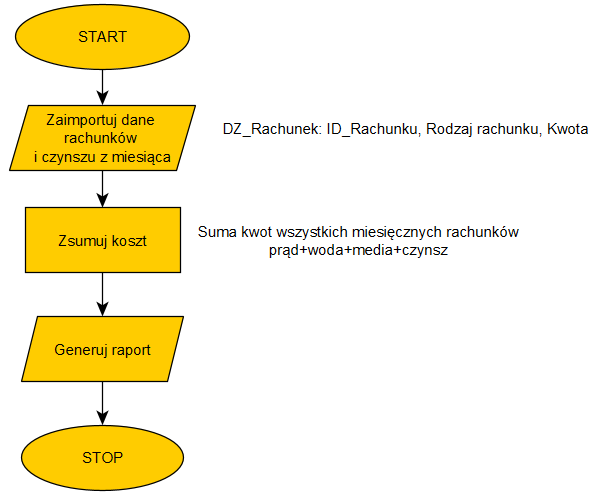 START
Zaimportuj dane
rachunków
i czynszu z miesiąca
DZ_Rachunek: ID_Rachunku, Rodzaj rachunku, Kwota
Zsumuj koszt
Suma kwot wszystkich miesięcznych rachunków
prąd+woda+media+czynsz
Generuj raport
STOP